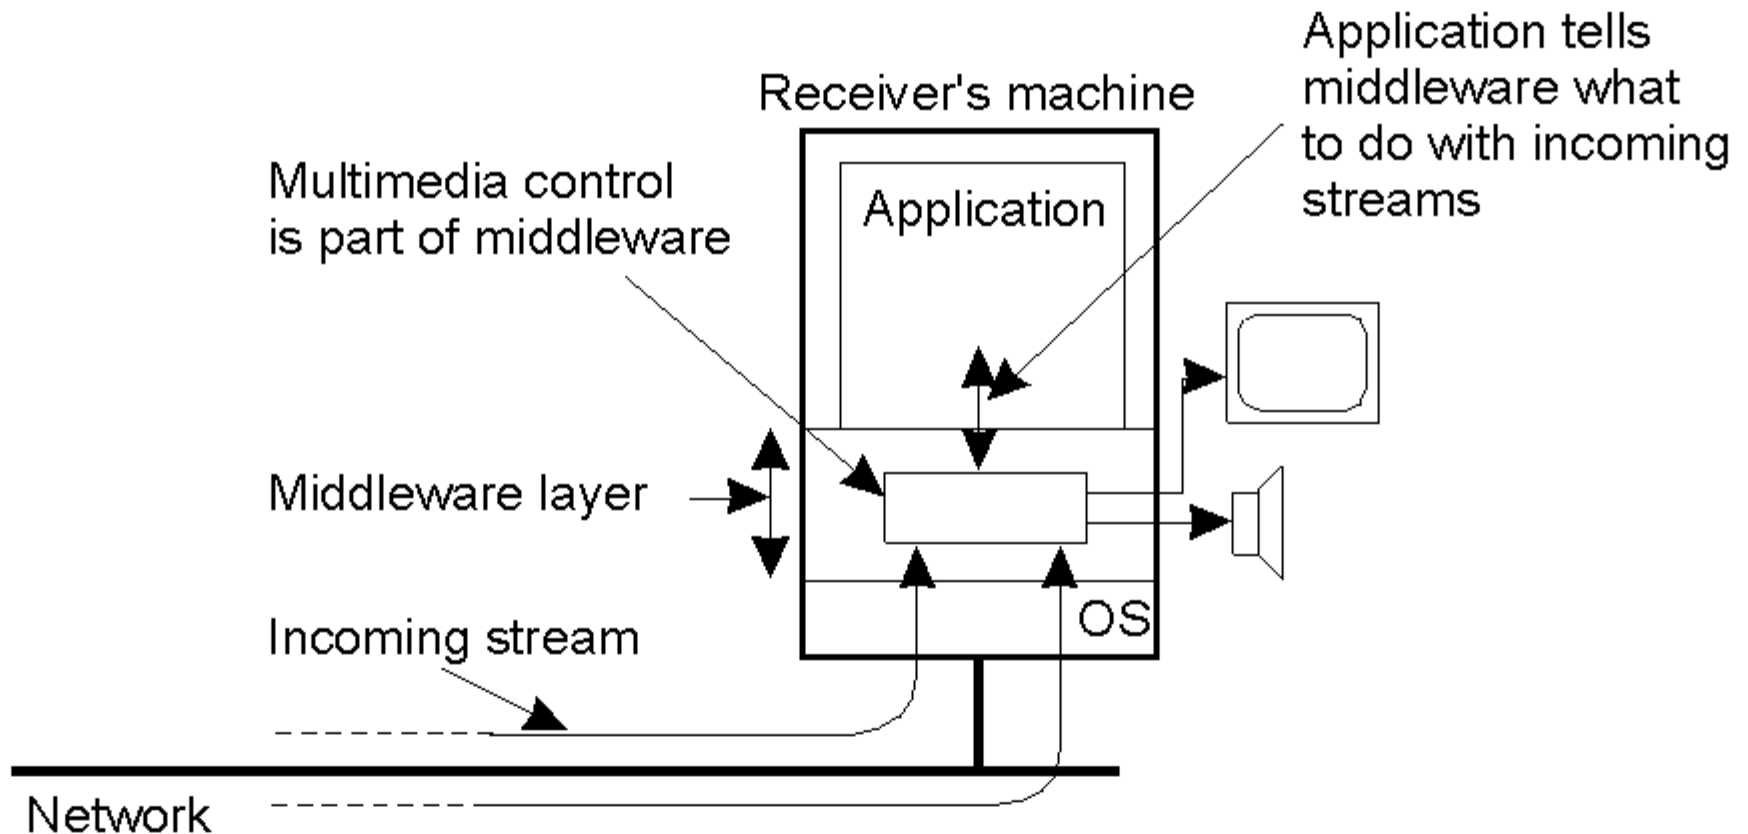 Application tells
middleware what
to do with incoming
streams
Receiver's machine
Multimedia control
is part of middleware
Application
Middleware layer
OS
Incoming stream
Network